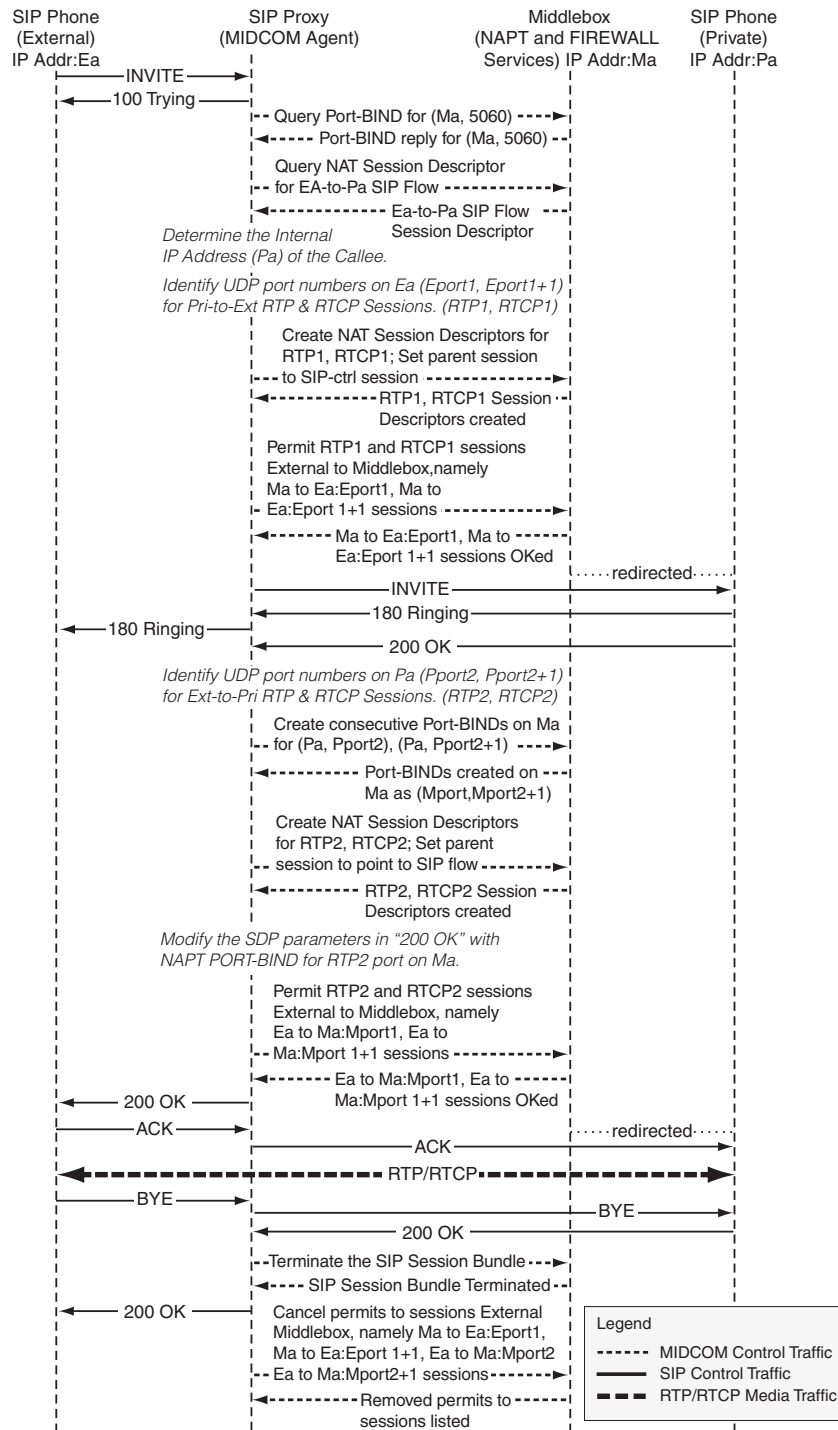 SIP Phone
(External)
IP Addr:Ea
SIP Proxy
(MIDCOM Agent)
Middlebox
(NAPT and FIREWALL
Services) IP Addr:Ma
SIP Phone
(Private)
IP Addr:Pa
INVITE
100 Trying
Query Port-BIND for (Ma, 5060)
Port-BIND reply for (Ma, 5060)
Query NAT Session Descriptor
for EA-to-Pa SIP Flow
Ea-to-Pa SIP Flow
Session Descriptor
Determine the Internal
IP Address (Pa) of the Callee.
Identify UDP port numbers on Ea (Eport1, Eport1+1)
for Pri-to-Ext RTP & RTCP Sessions. (RTP1, RTCP1)
Create NAT Session Descriptors for
RTP1, RTCP1; Set parent session
to SIP-ctrl session
RTP1, RTCP1 Session
Descriptors created
Permit RTP1 and RTCP1 sessions
External to Middlebox,namely
Ma to Ea:Eport1, Ma to
Ea:Eport 1+1 sessions
Ma to Ea:Eport1, Ma to
Ea:Eport 1+1 sessions OKed
redirected
INVITE
180 Ringing
180 Ringing
200 OK
Identify UDP port numbers on Pa (Pport2, Pport2+1)
for Ext-to-Pri RTP & RTCP Sessions. (RTP2, RTCP2)
Create consecutive Port-BINDs on Ma
for (Pa, Pport2), (Pa, Pport2+1)
Port-BINDs created on
Ma as (Mport,Mport2+1)
Create NAT Session Descriptors
for RTP2, RTCP2; Set parent
session to point to SIP flow
RTP2, RTCP2 Session
Descriptors created
Modify the SDP parameters in “200 OK” with
NAPT PORT-BIND for RTP2 port on Ma.
Permit RTP2 and RTCP2 sessions
External to Middlebox, namely
Ea to Ma:Mport1, Ea to
Ma:Mport 1+1 sessions
Ea to Ma:Mport1, Ea to
Ma:Mport 1+1 sessions OKed
200 OK
ACK
redirected
ACK
RTP/RTCP
BYE
BYE
200 OK
Terminate the SIP Session Bundle
SIP Session Bundle Terminated
200 OK
Cancel permits to sessions External
Middlebox, namely Ma to Ea:Eport1,
Ma to Ea:Eport 1+1, Ea to Ma:Mport2
Ea to Ma:Mport2+1 sessions
Removed permits to
sessions listed
Legend
MIDCOM Control Traffic
SIP Control Traffic
RTP/RTCP Media Traffic